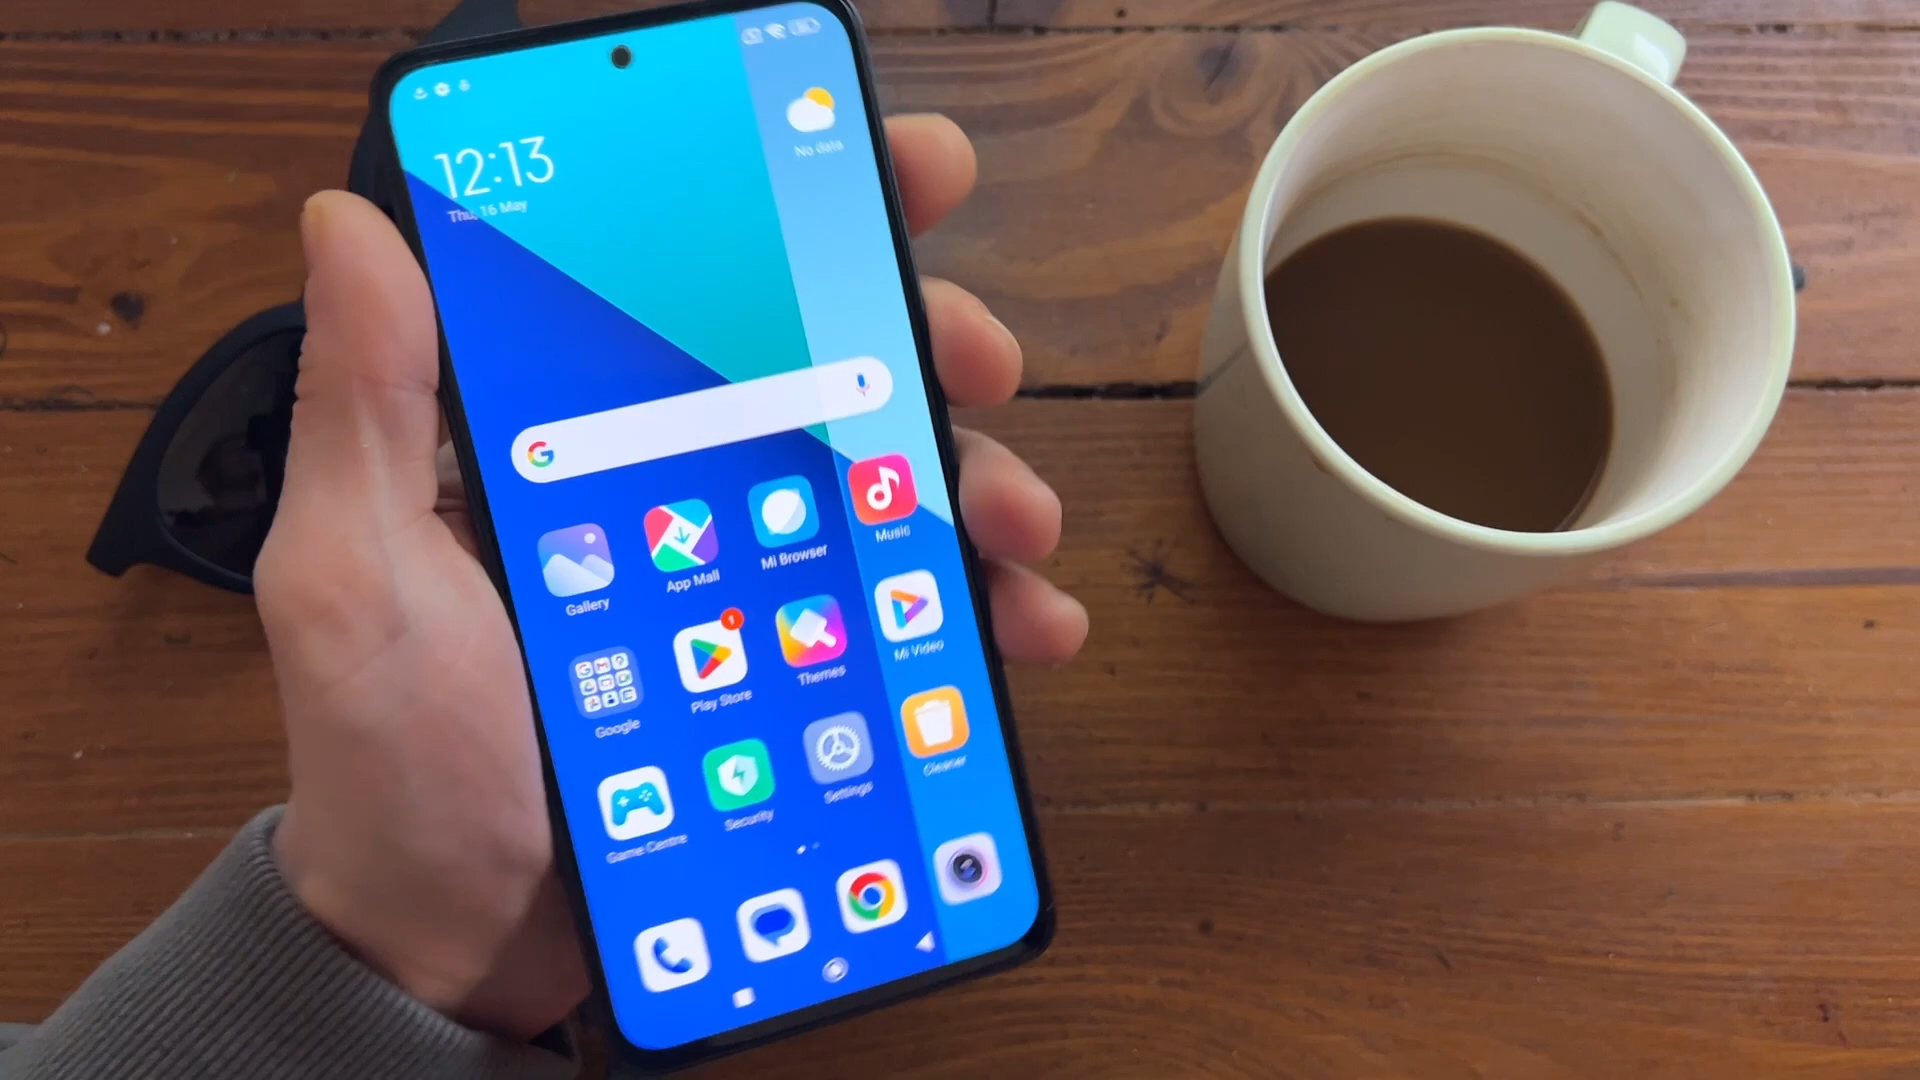 12:13
Thu, 16 May
No data
Gallery
App Mall
Mi Browser
Music
Google
Play Store
1
Themes
Mi Video
Game Centre
Security
Settings
Cleaner